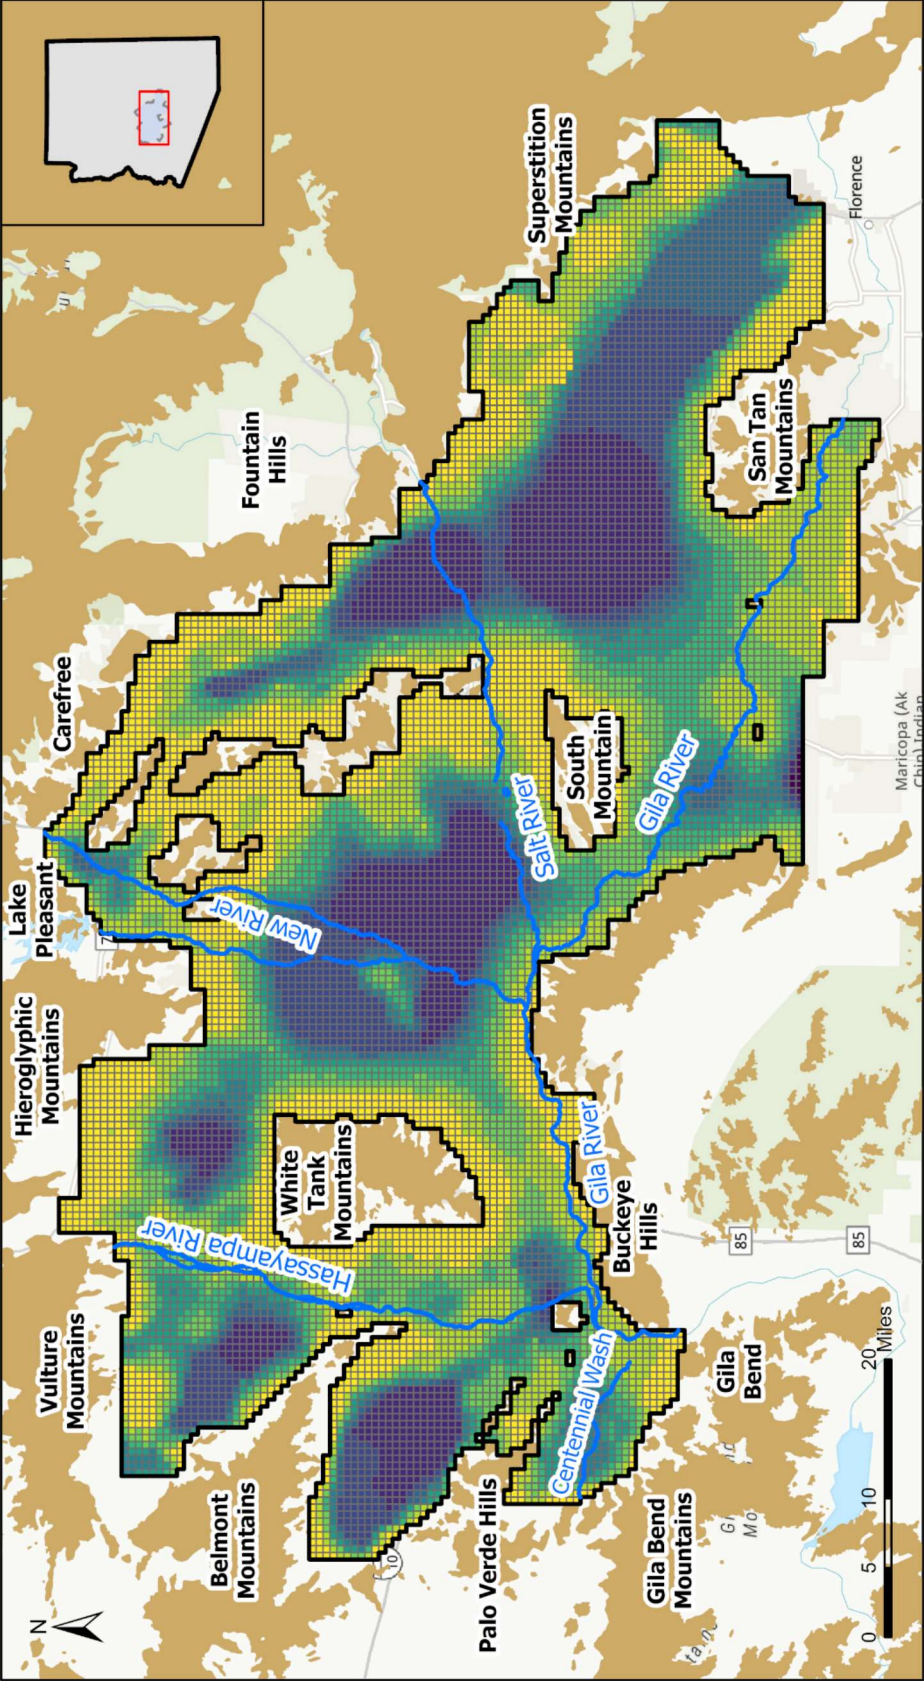 N
Vulture
Mountains
Hieroglyphic
Mountains
Lake
Pleasant
Carefree
Fountain
Hills
Superstition
Mountains
Belmont
Mountains
Hassayampa River
White
Tank
Mountains
New River
7
10
Palo Verde Hills
Centennial Wash
Gila River
Salt River
South
Mountain
Gila River
San Tan
Mountains
Florence
Buckeye
Hills
Gila Bend
Mountains
Gila
Bend
85
85
Maricopa (Ak
Chin) Indian
0
5
10
20
Miles